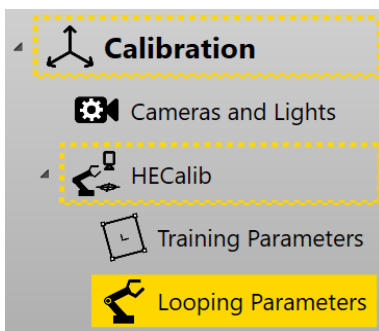 Calibration
Cameras and Lights
HECalib
Training Parameters
Looping Parameters